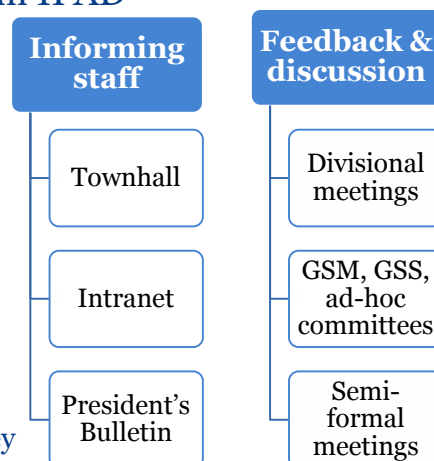 Informing
staff
Townhall
Intranet
President's
Bulletin
Feedback &
discussion
Divisional
meetings
GSM, GSS,
ad-hoc
committees
Semi-
formal
meetings